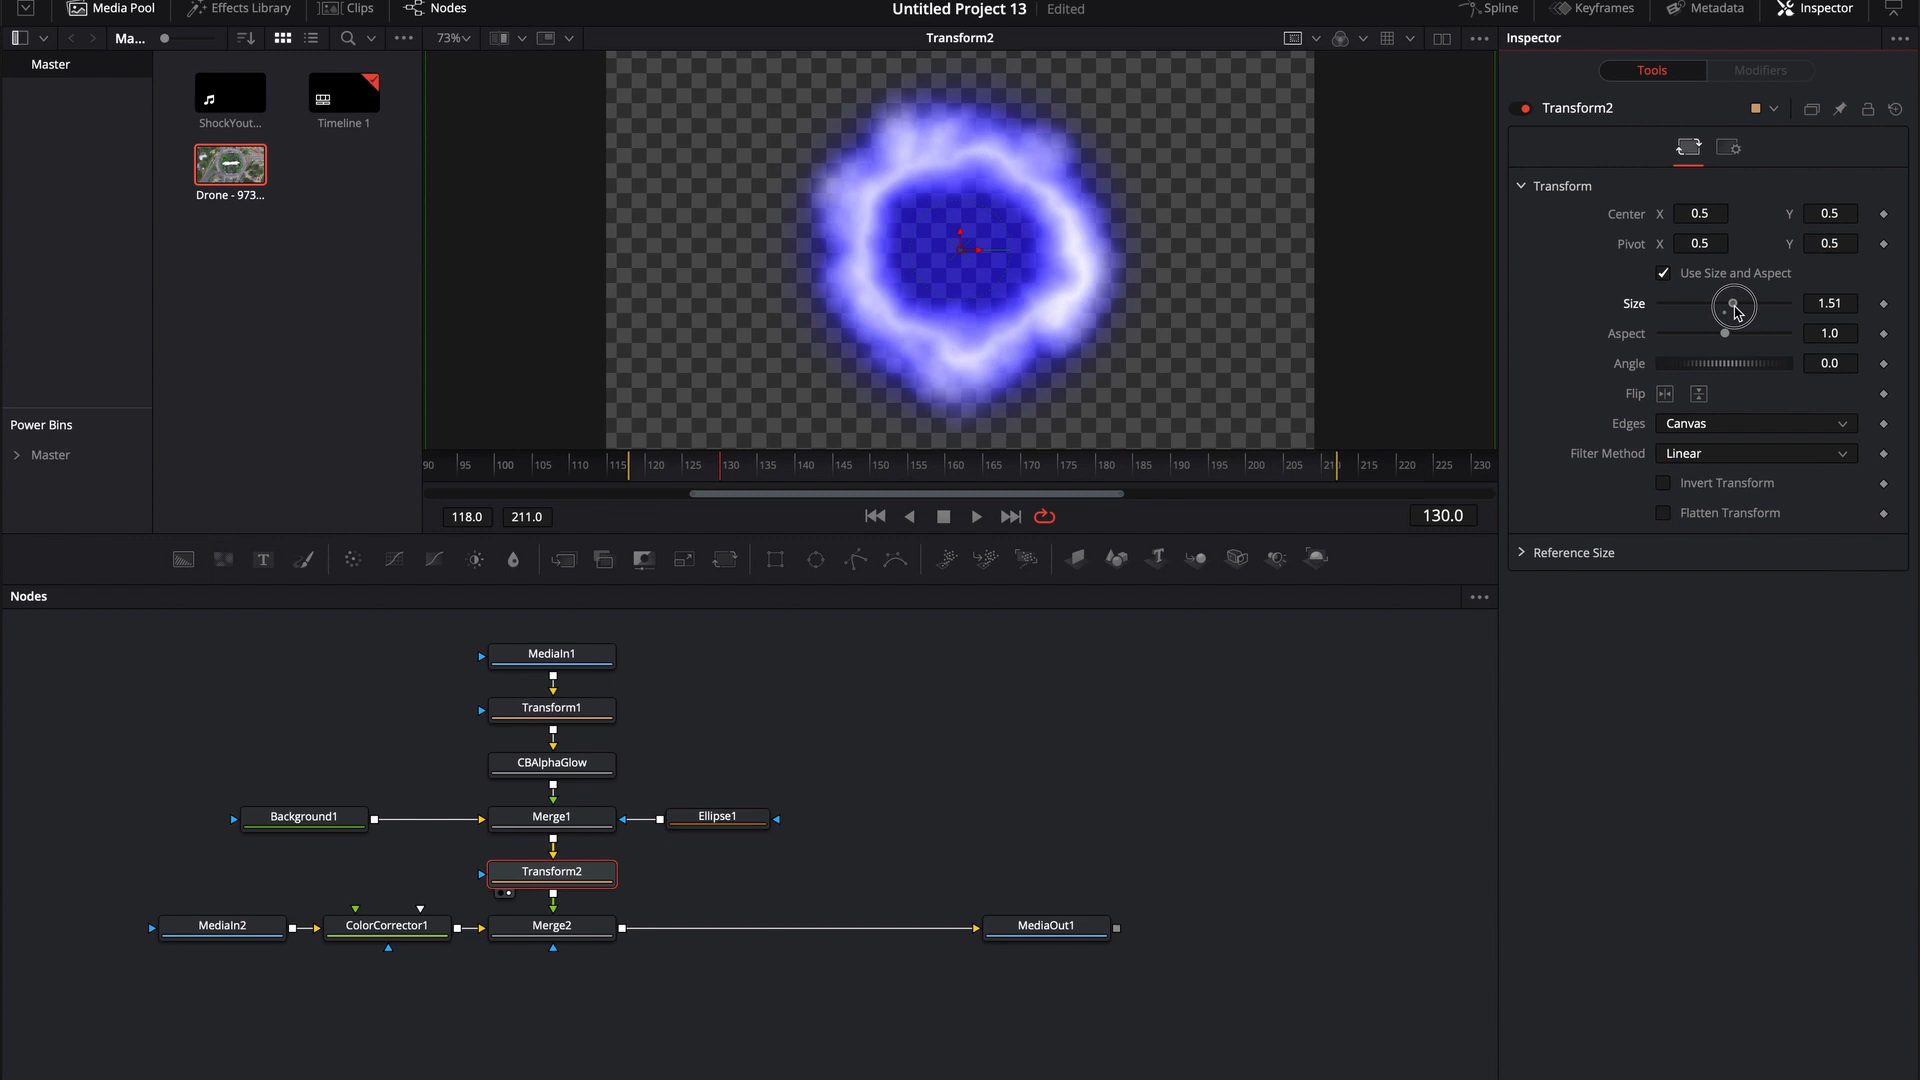 Media Pool
Effects Library
Clips
Nodes
Untitled Project 13
Edited
Spline
Keyframes
Metadata
Inspector
Ma...
73%
Transform2
Inspector
Master
ShockYout...
Timeline 1
Drone - 973...
Power Bins
Master
Tools
Modifiers
Transform2
Transform
Center X 0.5 Y 0.5
Pivot X 0.5 Y 0.5
Use Size and Aspect
Size 1.51
Aspect 1.0
Angle 0.0
Flip
Edges Canvas
Filter Method Linear
Invert Transform
Flatten Transform
Reference Size
90 95 100 105 110 115 120 125 130 135 140 145 150 155 160 165 170 175 180 185 190 195 200 205 21 215 220 225 230
118.0 211.0 130.0
Nodes
MediaIn1
Transform1
CBAlphaGlow
Background1 Merge1 Ellipse1
Transform2
MediaIn2 ColorCorrector1 Merge2 MediaOut1